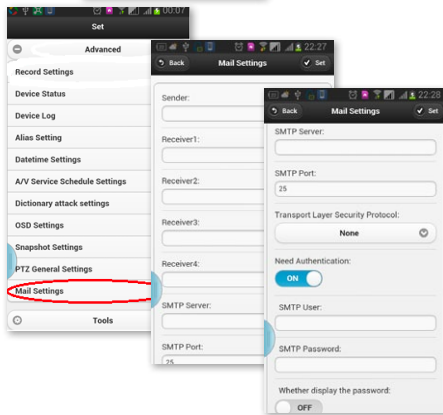 00:07
Set
Advanced
Record Settings
Device Status
Device Log
Alias Setting
Datetime Settings
A/V Service Schedule Settings
Dictionary attack settings
OSD Settings
Snapshot Settings
PTZ General Settings
Mail Settings
Tools
22:27
Back Mail Settings Set
Sender:
Receiver1:
Receiver2:
Receiver3:
Receiver4:
SMTP Server:
SMTP Port:
25
22:28
Back Mail Settings Set
SMTP Server:
SMTP Port:
25
Transport Layer Security Protocol:
None
Need Authentication:
ON
SMTP User:
SMTP Password:
Whether display the password:
OFF